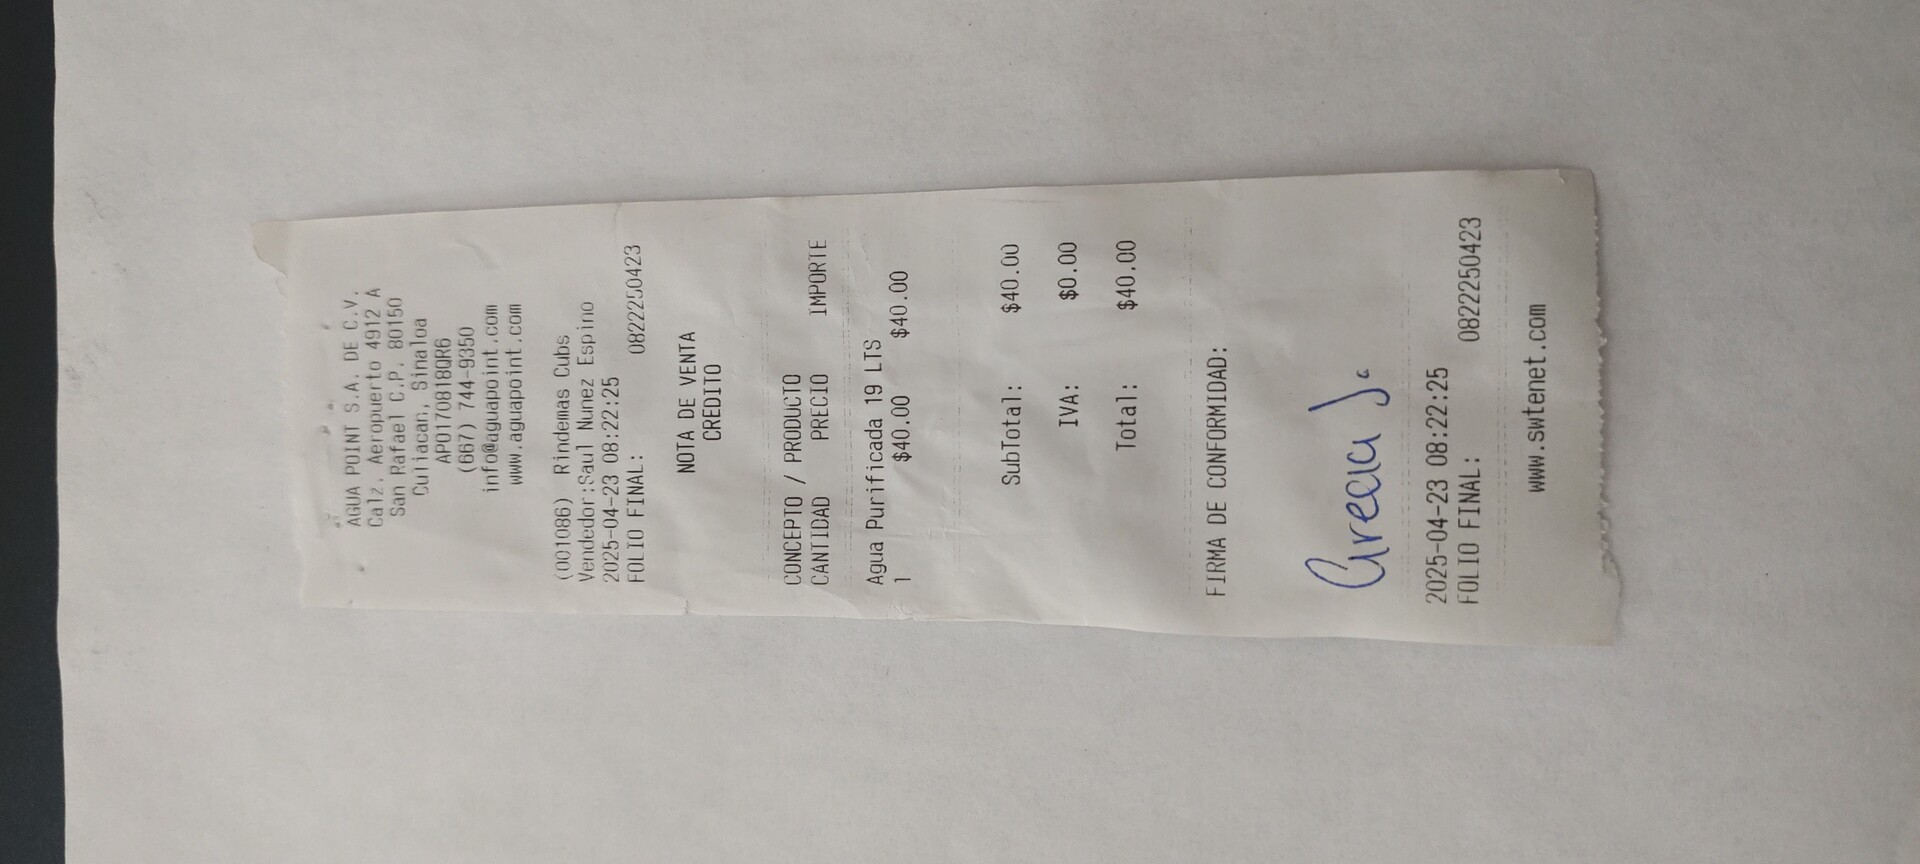 AGUA POINT S.A. DE C.V.
Calz. Aeropuerto 4912 A
San Rafael C.P. 80150
Culiacan, Sinaloa
APO170818QR6
(667) 744-9350
info@aguapoint.com
www.aguapoint.com
(001086) Rindemas Cubs
Vendedor:Saul Nunez Espino
2025-04-23 08:22:25
FOLIO FINAL: 0822250423
NOTA DE VENTA
CREDITO
CONCEPTO / PRODUCTO
CANTIDAD PRECIO IMPORTE
Agua Purificada 19 LTS
1 $40.00 $40.00
SubTotal: $40.00
IVA: $0.00
Total: $40.00
FIRMA DE CONFORMIDAD:
Grecia J.
2025-04-23 08:22:25
FOLIO FINAL: 0822250423
www.swtenet.com